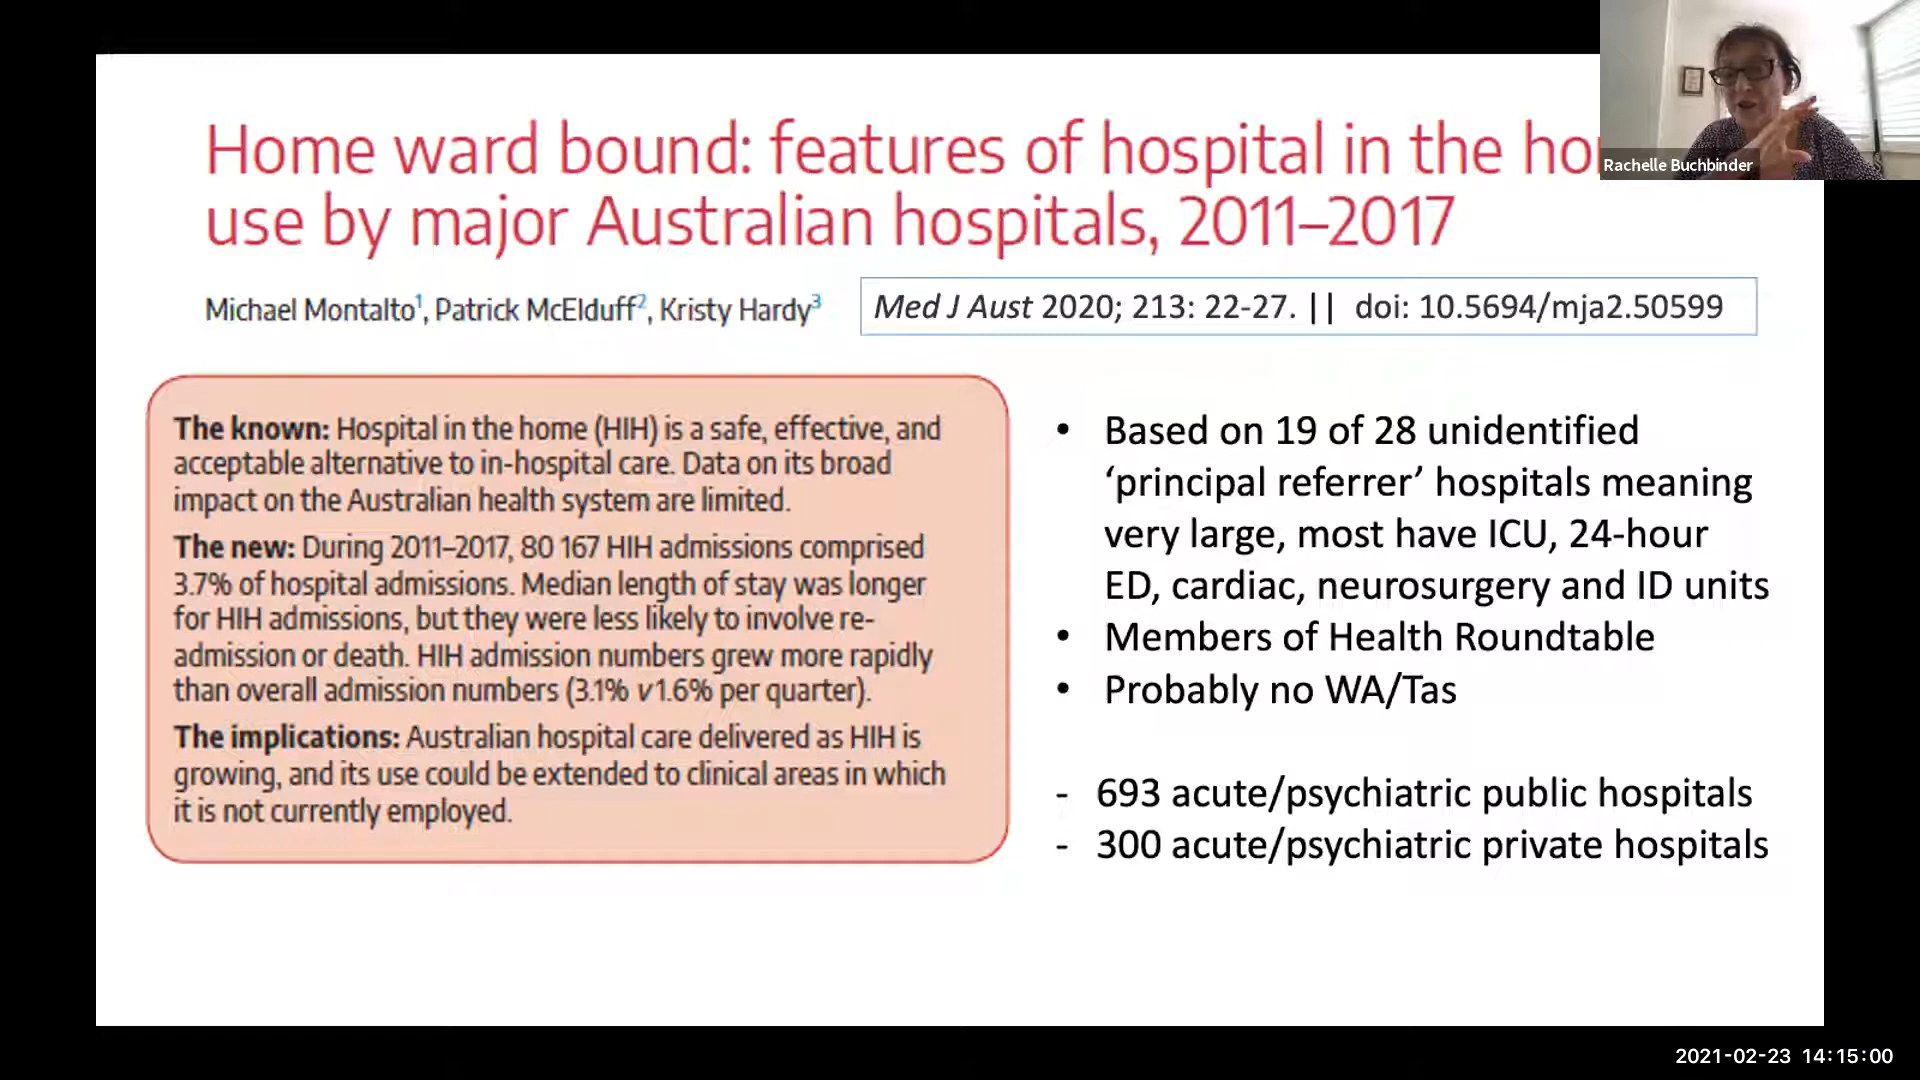 Home ward bound: features of hospital in the
use by major Australian hospitals, 2011–2017
Rachelle Buchbinder
Michael Montalto1, Patrick McElduff2, Kristy Hardy3
Med J Aust 2020; 213: 22-27. || doi: 10.5694/mja2.50599
The known: Hospital in the home (HIH) is a safe, effective, and
acceptable alternative to in-hospital care. Data on its broad
impact on the Australian health system are limited.
The new: During 2011–2017, 80 167 HIH admissions comprised
3.7% of hospital admissions. Median length of stay was longer
for HIH admissions, but they were less likely to involve re-
admission or death. HIH admission numbers grew more rapidly
than overall admission numbers (3.1% v 1.6% per quarter).
The implications: Australian hospital care delivered as HIH is
growing, and its use could be extended to clinical areas in which
it is not currently employed.
• Based on 19 of 28 unidentified
‘principal referrer’ hospitals meaning
very large, most have ICU, 24-hour
ED, cardiac, neurosurgery and ID units
• Members of Health Roundtable
• Probably no WA/Tas
- 693 acute/psychiatric public hospitals
- 300 acute/psychiatric private hospitals
2021-02-23 14:15:00